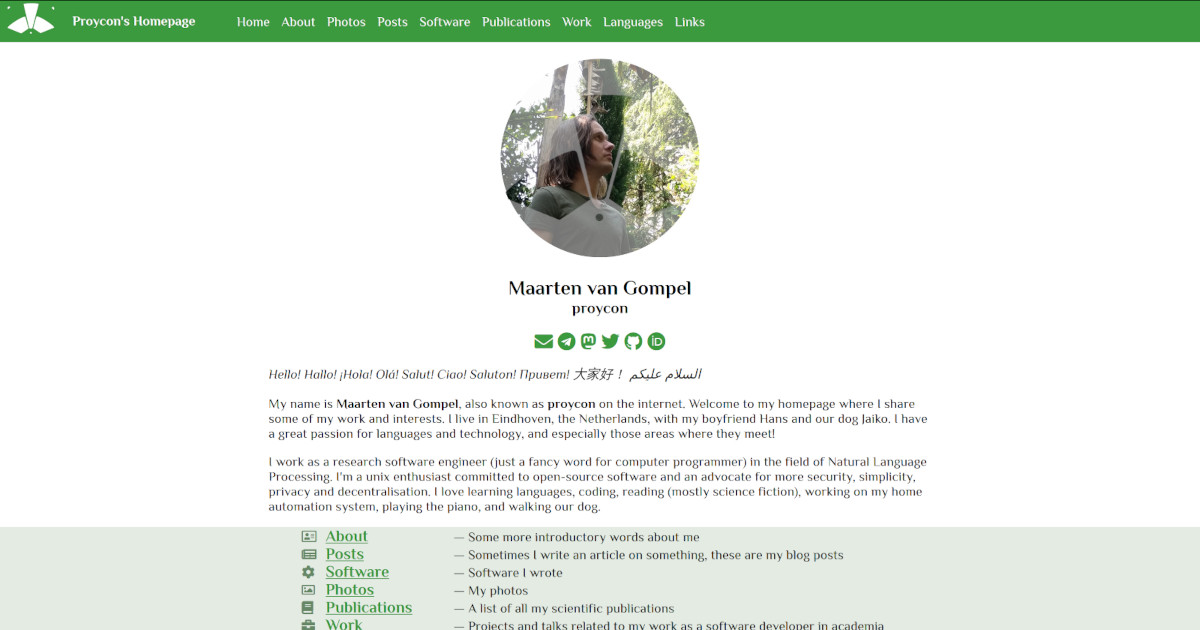 Proycon's Homepage
Home About Photos Posts Software Publications Work Languages Links
Maarten van Gompel
proycon
iD
Hello! Hallo! ¡Hola! Olá! Salut! Ciao! Saluton! Привет! 大家好！ السلام عليكم
My name is Maarten van Gompel, also known as proycon on the internet. Welcome to my homepage where I share
some of my work and interests. I live in Eindhoven, the Netherlands, with my boyfriend Hans and our dog Jaiko. I have
a great passion for languages and technology, and especially those areas where they meet!
I work as a research software engineer (just a fancy word for computer programmer) in the field of Natural Language
Processing. I'm a unix enthusiast committed to open-source software and an advocate for more security, simplicity,
privacy and decentralisation. I love learning languages, coding, reading (mostly science fiction), working on my home
automation system, playing the piano, and walking our dog.
About — Some more introductory words about me
Posts — Sometimes I write an article on something, these are my blog posts
Software — Software I wrote
Photos — My photos
Publications — A list of all my scientific publications
Work — Projects and talks related to my work as a software developer in academia